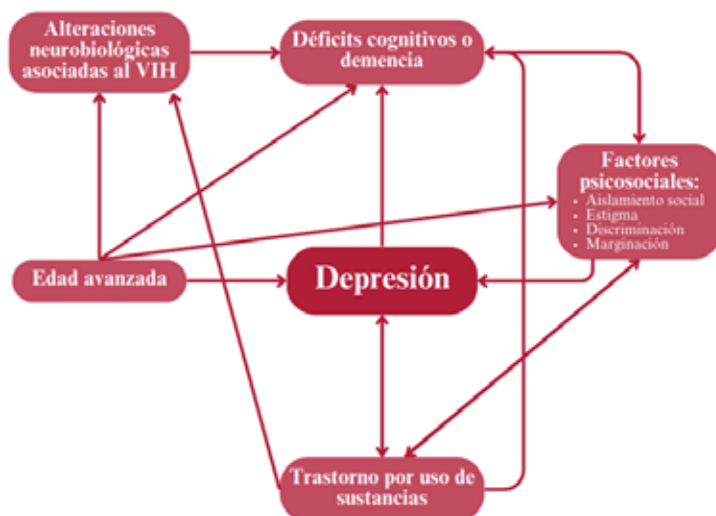 Alteraciones
neurobiológicas
asociadas al VIH
Déficits cognitivos o
demencia
Factores
psicosociales:
• Aislamiento social
• Estigma
• Discriminación
• Marginación
Edad avanzada
Depresión
Trastorno por uso de
sustancias